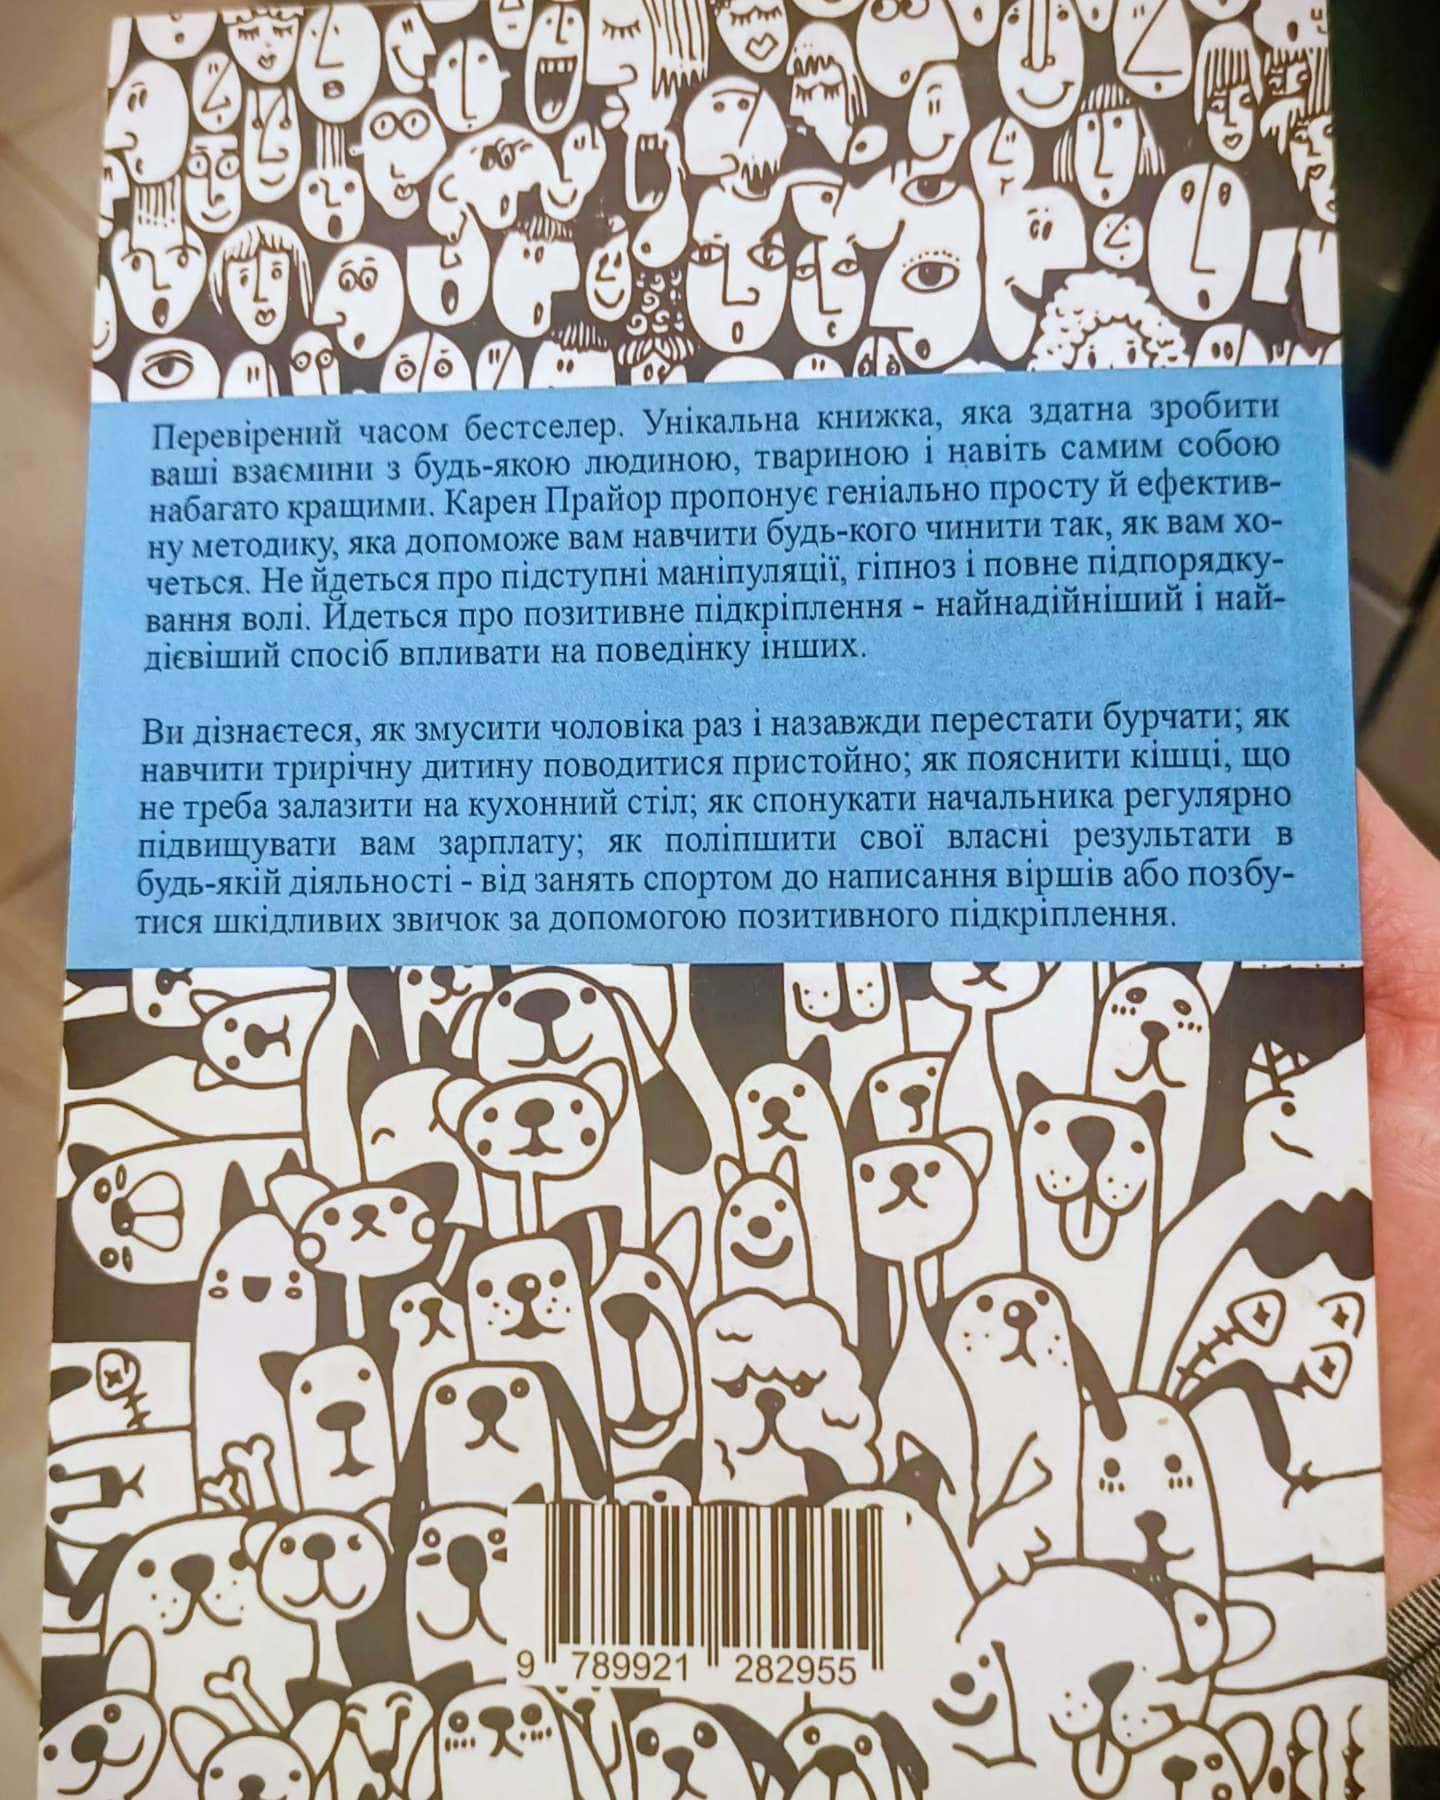 Перевірений часом бестселер. Унікальна книжка, яка здатна зробити
ваші взаємини з будь-якою людиною, твариною і навіть самим собою
набагато кращими. Карен Прайор пропонує геніально просту й ефектив-
ну методику, яка допоможе вам навчити будь-кого чинити так, як вам хо-
четься. Не йдеться про підступні маніпуляції, гіпноз і повне підпорядку-
вання волі. Йдеться про позитивне підкріплення - найнадійніший і най-
дієвіший спосіб впливати на поведінку інших.
Ви дізнаєтеся, як змусити чоловіка раз і назавжди перестати бурчати; як
навчити трирічну дитину поводитися пристойно; як пояснити кішці, що
не треба залазити на кухонний стіл; як спонукати начальника регулярно
підвищувати вам зарплату; як поліпшити свої власні результати в
будь-якій діяльності - від занять спортом до написання віршів або позбу-
тися шкідливих звичок за допомогою позитивного підкріплення.
9 789921 282955